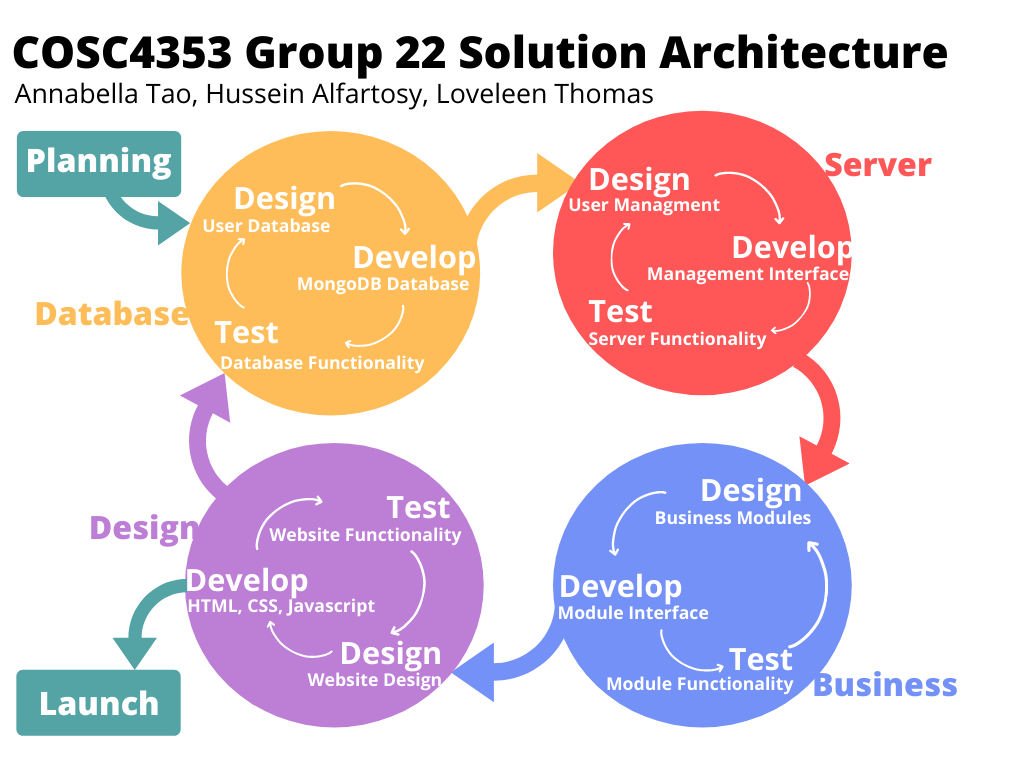 COSC4353 Group 22 Solution Architecture
Annabella Tao, Hussein Alfartosy, Loveleen Thomas
Planning
Database
Design
User Database
Develop
MongoDB Database
Test
Database Functionality
Server
Design
User Managment
Develop
Management Interface
Test
Server Functionality
Business
Design
Business Modules
Develop
Module Interface
Test
Module Functionality
Design
Test
Website Functionality
Develop
HTML, CSS, Javascript
Design
Website Design
Launch